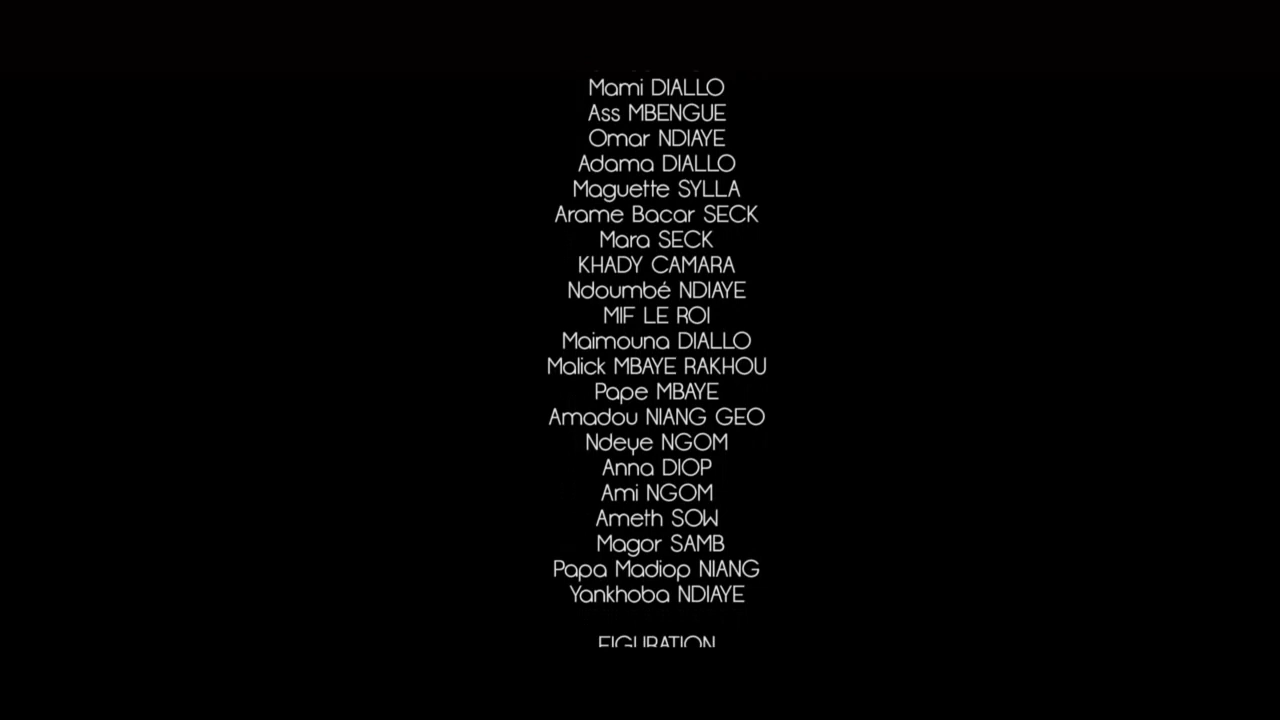 Mami DIALLO
Ass MBENGUE
Omar NDIAYE
Adama DIALLO
Maguette SYLLA
Arame Bacar SECK
Mara SECK
KHADY CAMARA
Ndoumbé NDIAYE
MIF LE ROI
Maimouna DIALLO
Malick MBAYE RAKHOU
Pape MBAYE
Amadou NIANG GEO
Ndeye NGOM
Anna DIOP
Ami NGOM
Ameth SOW
Magor SAMB
Papa Madiop NIANG
Yankhoba NDIAYE
FIGURATION